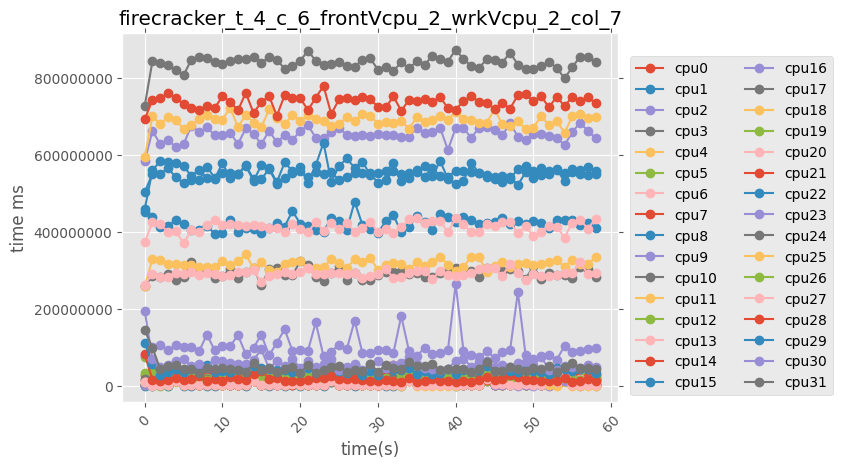 firecracker_t_4_c_6_frontVcpu_2_wrkVcpu_2_col_7
time ms
800000000
600000000
400000000
200000000
0
0
10
20
30
40
50
60
time(s)
cpu0
cpu1
cpu2
cpu3
cpu4
cpu5
cpu6
cpu7
cpu8
cpu9
cpu10
cpu11
cpu12
cpu13
cpu14
cpu15
cpu16
cpu17
cpu18
cpu19
cpu20
cpu21
cpu22
cpu23
cpu24
cpu25
cpu26
cpu27
cpu28
cpu29
cpu30
cpu31